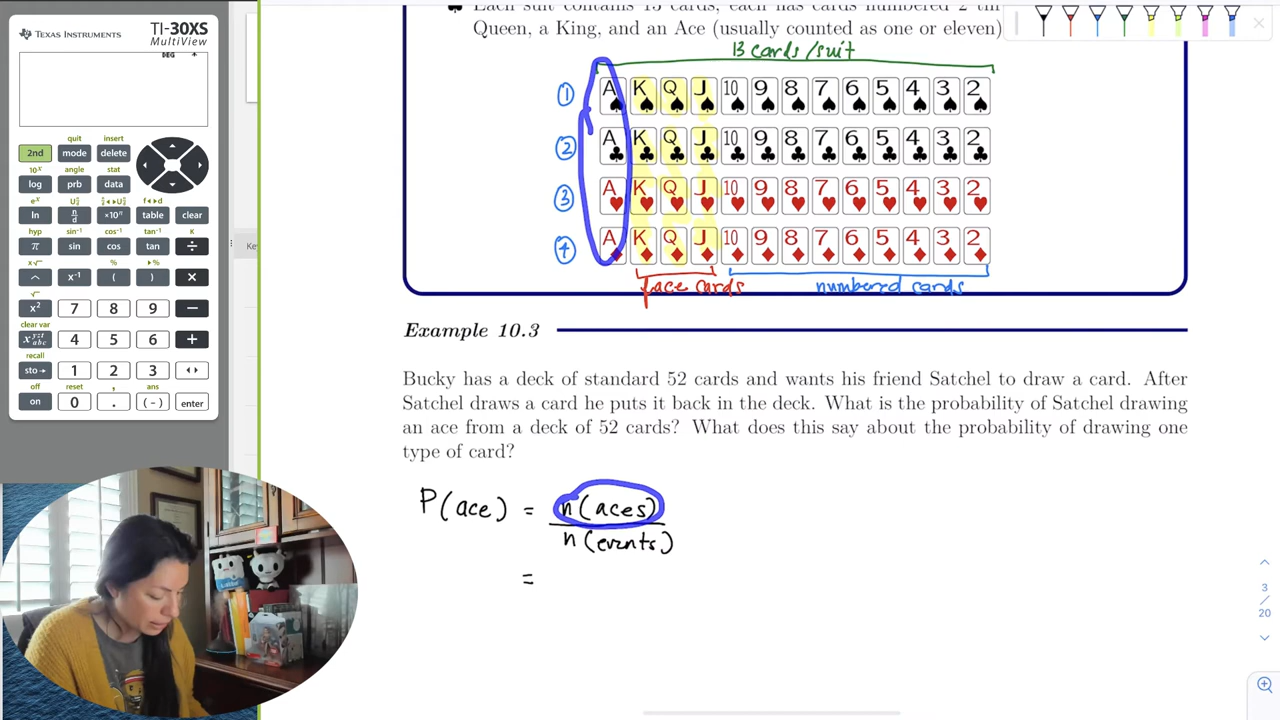 TEXAS INSTRUMENTS
TI-30XS
MultiView
DEG
quit insert
2nd mode delete
10ˣ angle stat
log prb data
eˣ
ln n/d ×10ⁿ table clear
hyp sin⁻¹ cos⁻¹ tan⁻¹ K
π sin cos tan ÷
% ▸%
^ x⁻¹ ( ) ×
√
x² 7 8 9 −
clear var
4 5 6 +
recall
sto→ 1 2 3
off reset , ans
on 0 . (-) enter
Each suit contains 13 cards, each has cards numbered 2
Queen, a King, and an Ace (usually counted as one or eleven)
13 cards/suit
① A K Q J 10 9 8 7 6 5 4 3 2
② A K Q J 10 9 8 7 6 5 4 3 2
③ A K Q J 10 9 8 7 6 5 4 3 2
④ A K Q J 10 9 8 7 6 5 4 3 2
face cards numbered cards
Example 10.3
Bucky has a deck of standard 52 cards and wants his friend Satchel to draw a card. After
Satchel draws a card he puts it back in the deck. What is the probability of Satchel drawing
an ace from a deck of 52 cards? What does this say about the probability of drawing one
type of card?
P(ace) = n(aces)
n(events)
=
Ke
3
/
20